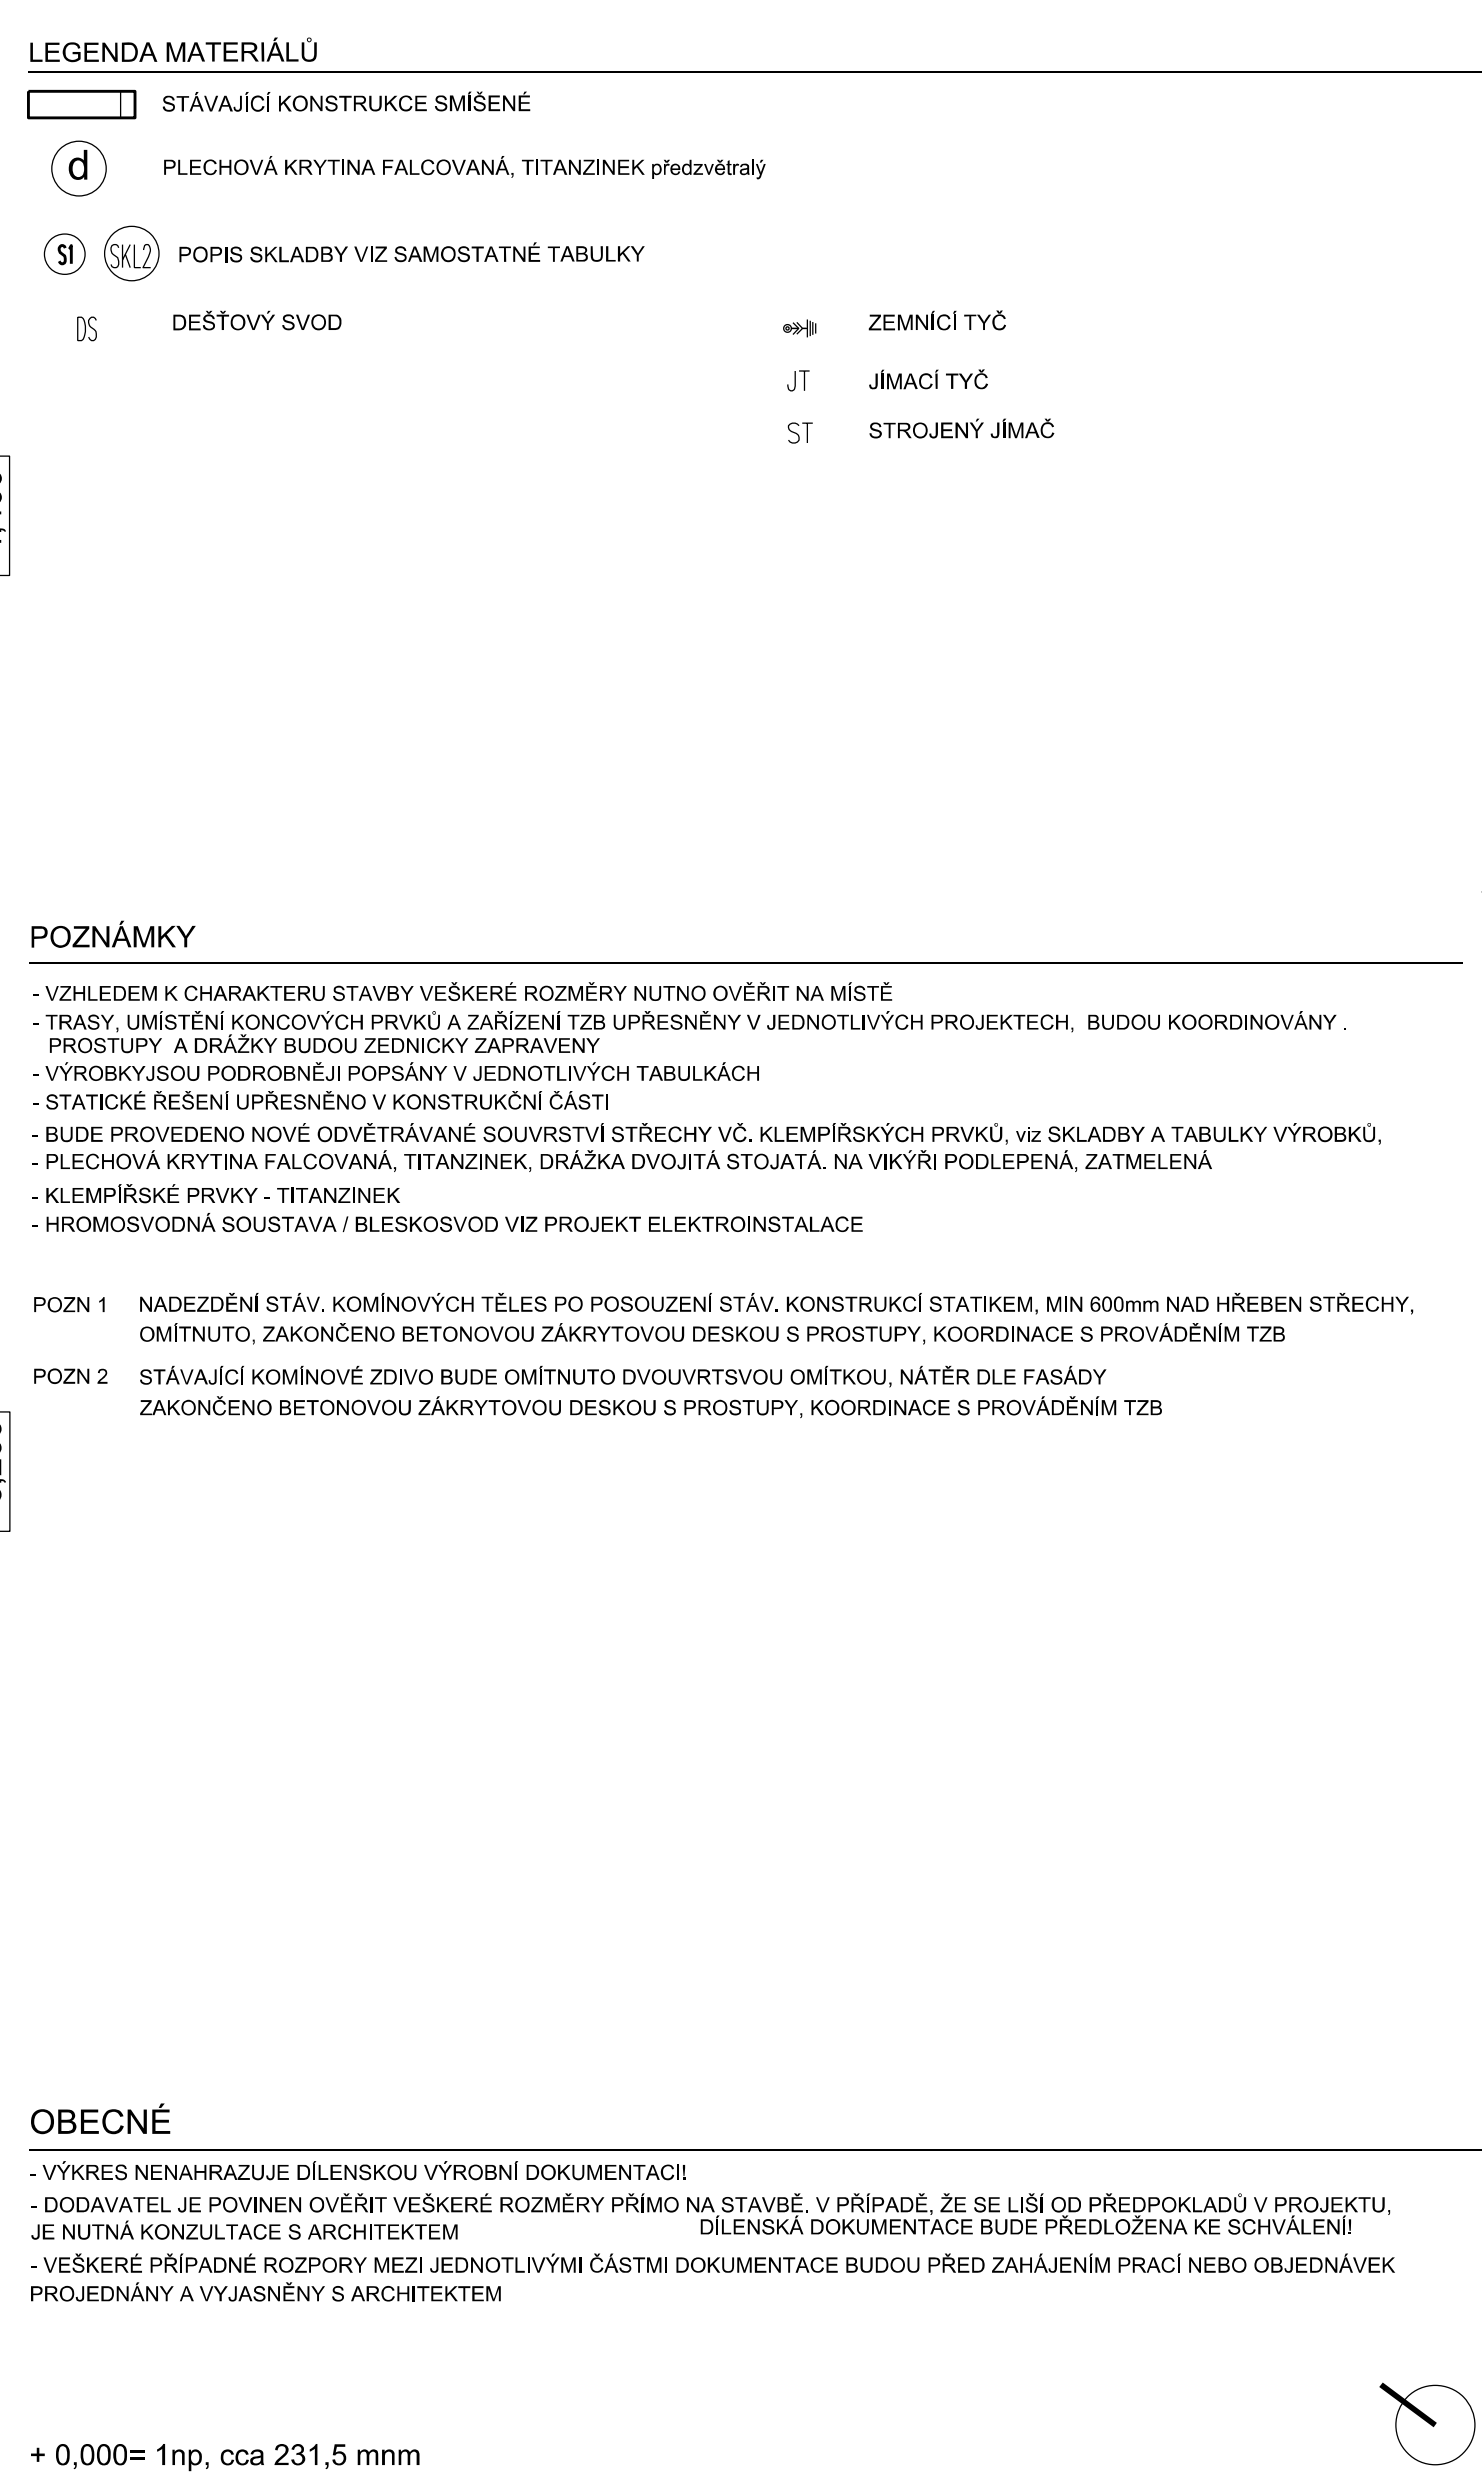 LEGENDA MATERIÁLŮ
STÁVAJÍCÍ KONSTRUKCE SMÍŠENÉ
d PLECHOVÁ KRYTINA FALCOVANÁ, TITANZINEK předzvětralý
S1 SKL2 POPIS SKLADBY VIZ SAMOSTATNÉ TABULKY
DS DEŠŤOVÝ SVOD
ZEMNÍCÍ TYČ
JT JÍMACÍ TYČ
ST STROJENÝ JÍMAČ
POZNÁMKY
- VZHLEDEM K CHARAKTERU STAVBY VEŠKERÉ ROZMĚRY NUTNO OVĚŘIT NA MÍSTĚ
- TRASY, UMÍSTĚNÍ KONCOVÝCH PRVKŮ A ZAŘÍZENÍ TZB UPŘESNĚNY V JEDNOTLIVÝCH PROJEKTECH, BUDOU KOORDINOVÁNY .
PROSTUPY A DRÁŽKY BUDOU ZEDNICKY ZAPRAVENY
- VÝROBKYJSOU PODROBNĚJI POPSÁNY V JEDNOTLIVÝCH TABULKÁCH
- STATICKÉ ŘEŠENÍ UPŘESNĚNO V KONSTRUKČNÍ ČÁSTI
- BUDE PROVEDENO NOVÉ ODVĚTRÁVANÉ SOUVRSTVÍ STŘECHY VČ. KLEMPÍŘSKÝCH PRVKŮ, viz SKLADBY A TABULKY VÝROBKŮ,
- PLECHOVÁ KRYTINA FALCOVANÁ, TITANZINEK, DRÁŽKA DVOJITÁ STOJATÁ. NA VIKÝŘI PODLEPENÁ, ZATMELENÁ
- KLEMPÍŘSKÉ PRVKY - TITANZINEK
- HROMOSVODNÁ SOUSTAVA / BLESKOSVOD VIZ PROJEKT ELEKTROINSTALACE
POZN 1 NADEZDĚNÍ STÁV. KOMÍNOVÝCH TĚLES PO POSOUZENÍ STÁV. KONSTRUKCÍ STATIKEM, MIN 600mm NAD HŘEBEN STŘECHY,
OMÍTNUTO, ZAKONČENO BETONOVOU ZÁKRYTOVOU DESKOU S PROSTUPY, KOORDINACE S PROVÁDĚNÍM TZB
POZN 2 STÁVAJÍCÍ KOMÍNOVÉ ZDIVO BUDE OMÍTNUTO DVOUVRTSVOU OMÍTKOU, NÁTĚR DLE FASÁDY
ZAKONČENO BETONOVOU ZÁKRYTOVOU DESKOU S PROSTUPY, KOORDINACE S PROVÁDĚNÍM TZB
OBECNÉ
- VÝKRES NENAHRAZUJE DÍLENSKOU VÝROBNÍ DOKUMENTACI!
- DODAVATEL JE POVINEN OVĚŘIT VEŠKERÉ ROZMĚRY PŘÍMO NA STAVBĚ. V PŘÍPADĚ, ŽE SE LIŠÍ OD PŘEDPOKLADŮ V PROJEKTU,
JE NUTNÁ KONZULTACE S ARCHITEKTEM
DÍLENSKÁ DOKUMENTACE BUDE PŘEDLOŽENA KE SCHVÁLENÍ!
- VEŠKERÉ PŘÍPADNÉ ROZPORY MEZI JEDNOTLIVÝMI ČÁSTMI DOKUMENTACE BUDOU PŘED ZAHÁJENÍM PRACÍ NEBO OBJEDNÁVEK
PROJEDNÁNY A VYJASNĚNY S ARCHITEKTEM
+ 0,000= 1np, cca 231,5 mnm